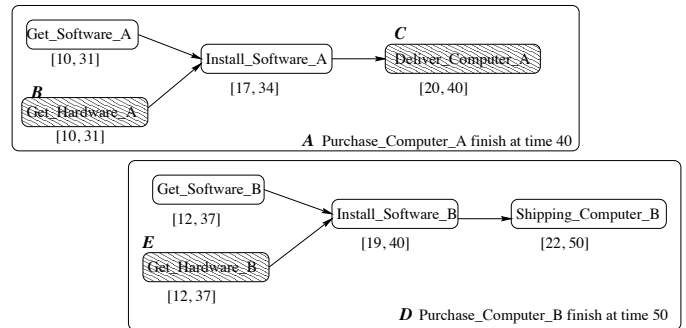 C
Get_Software_A
[10, 31]
Install_Software_A
[17, 34]
Deliver_Computer_A
[20, 40]
B
Get_Hardware_A
[10, 31]
A Purchase_Computer_A finish at time 40
Get_Software_B
[12, 37]
Install_Software_B
[19, 40]
Shipping_Computer_B
[22, 50]
E
Get_Hardware_B
[12, 37]
D Purchase_Computer_B finish at time 50